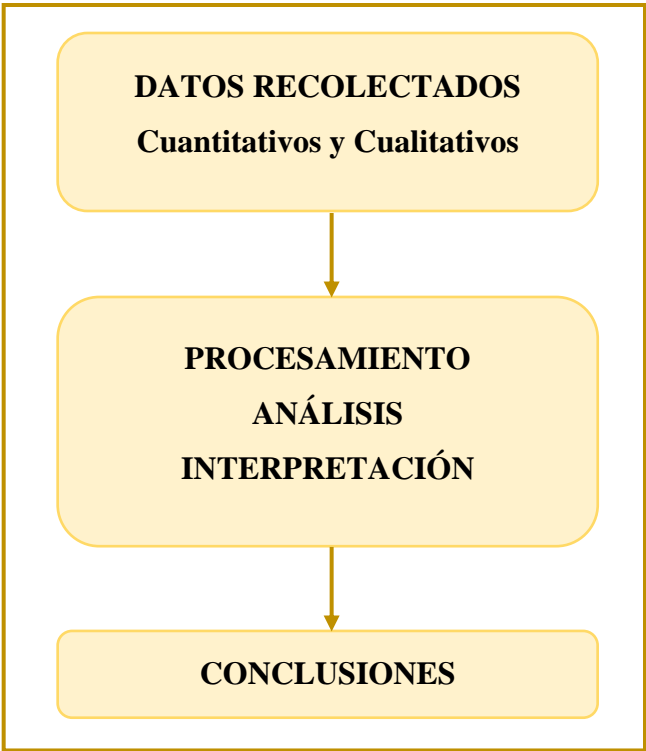 DATOS RECOLECTADOS
Cuantitativos y Cualitativos
PROCESAMIENTO
ANÁLISIS
INTERPRETACIÓN
CONCLUSIONES